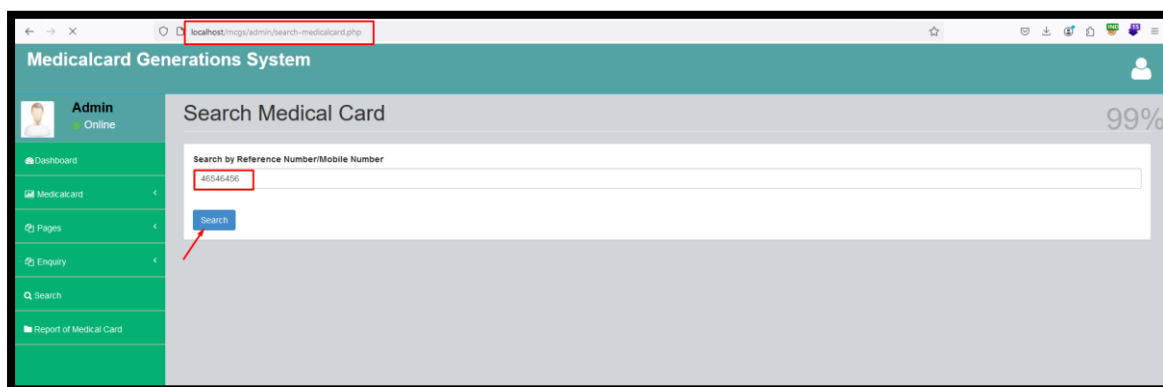 localhost/mcgs/admin/search-medicalcard.php
Medicalcard Generations System
Admin
Online
Search Medical Card
99%
Dashboard
Search by Reference Number/Mobile Number
46546456
Medicalcard
Search
Pages
Enquiry
Search
Report of Medical Card